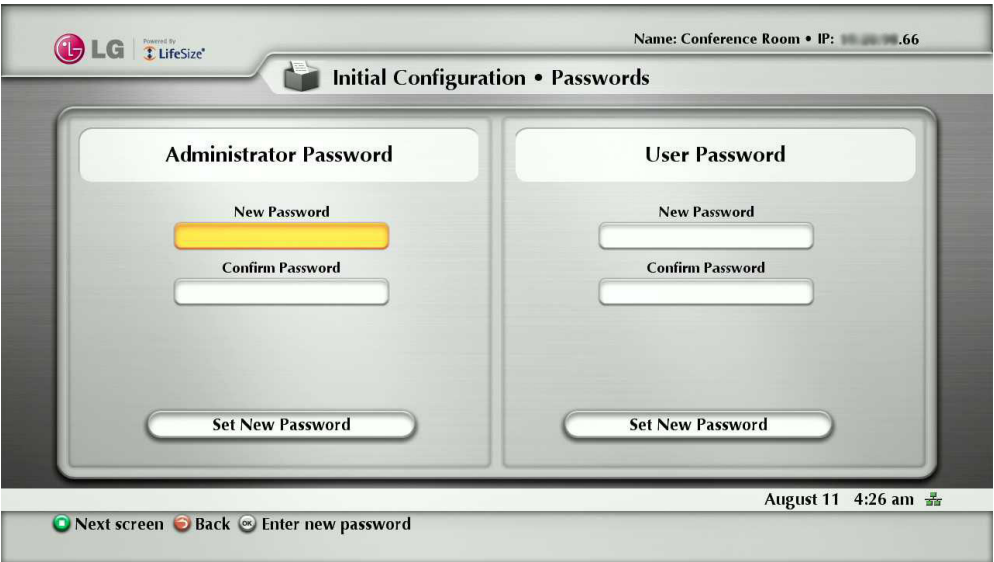 LG
Powered By
LifeSize
Name: Conference Room • IP: .66
Initial Configuration • Passwords
Administrator Password
New Password
Confirm Password
Set New Password
User Password
New Password
Confirm Password
Set New Password
August 11 4:26 am
Next screen Back OK Enter new password